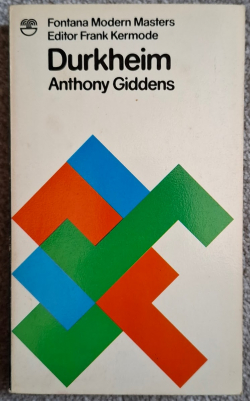 Fontana Modern Masters
Editor Frank Kermode
Durkheim
Anthony Giddens